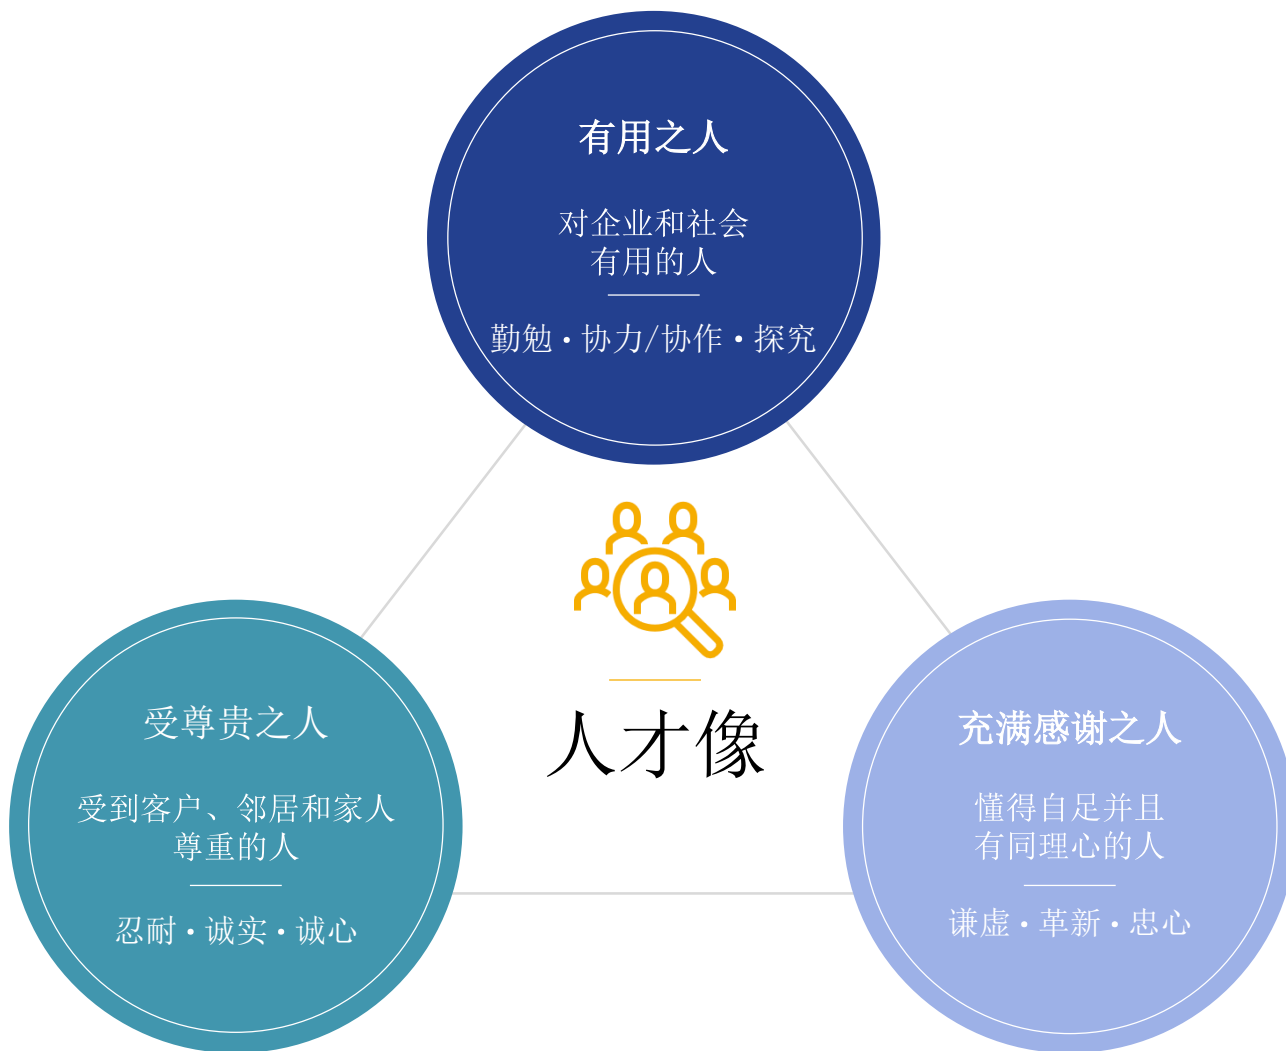 有用之人
对企业和社会
有用的人
勤勉·协力/协作·探究
人才像
受尊贵之人
受到客户、邻居和家人
尊重的人
忍耐·诚实·诚心
充满感谢之人
懂得自足并且
有同理心的人
谦虚·革新·忠心